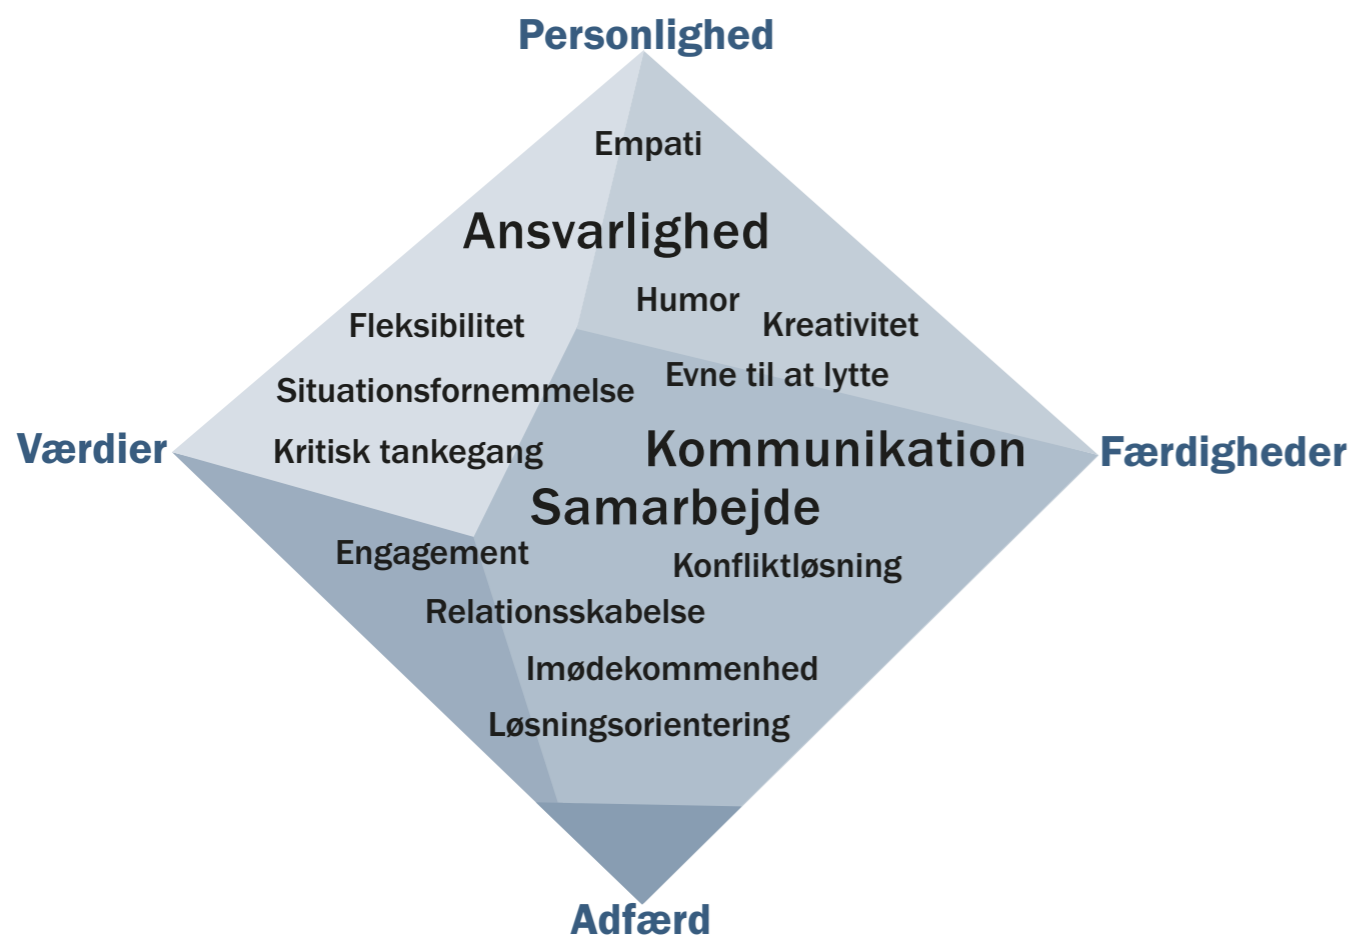 Personlighed
Empati
Ansvarlighed
Humor
Kreativitet
Fleksibilitet
Evne til at lytte
Situationsfornemmelse
Værdier
Kritisk tankegang
Kommunikation
Færdigheder
Samarbejde
Engagement
Konfliktløsning
Relationsskabelse
Imødekommenhed
Løsningsorientering
Adfærd